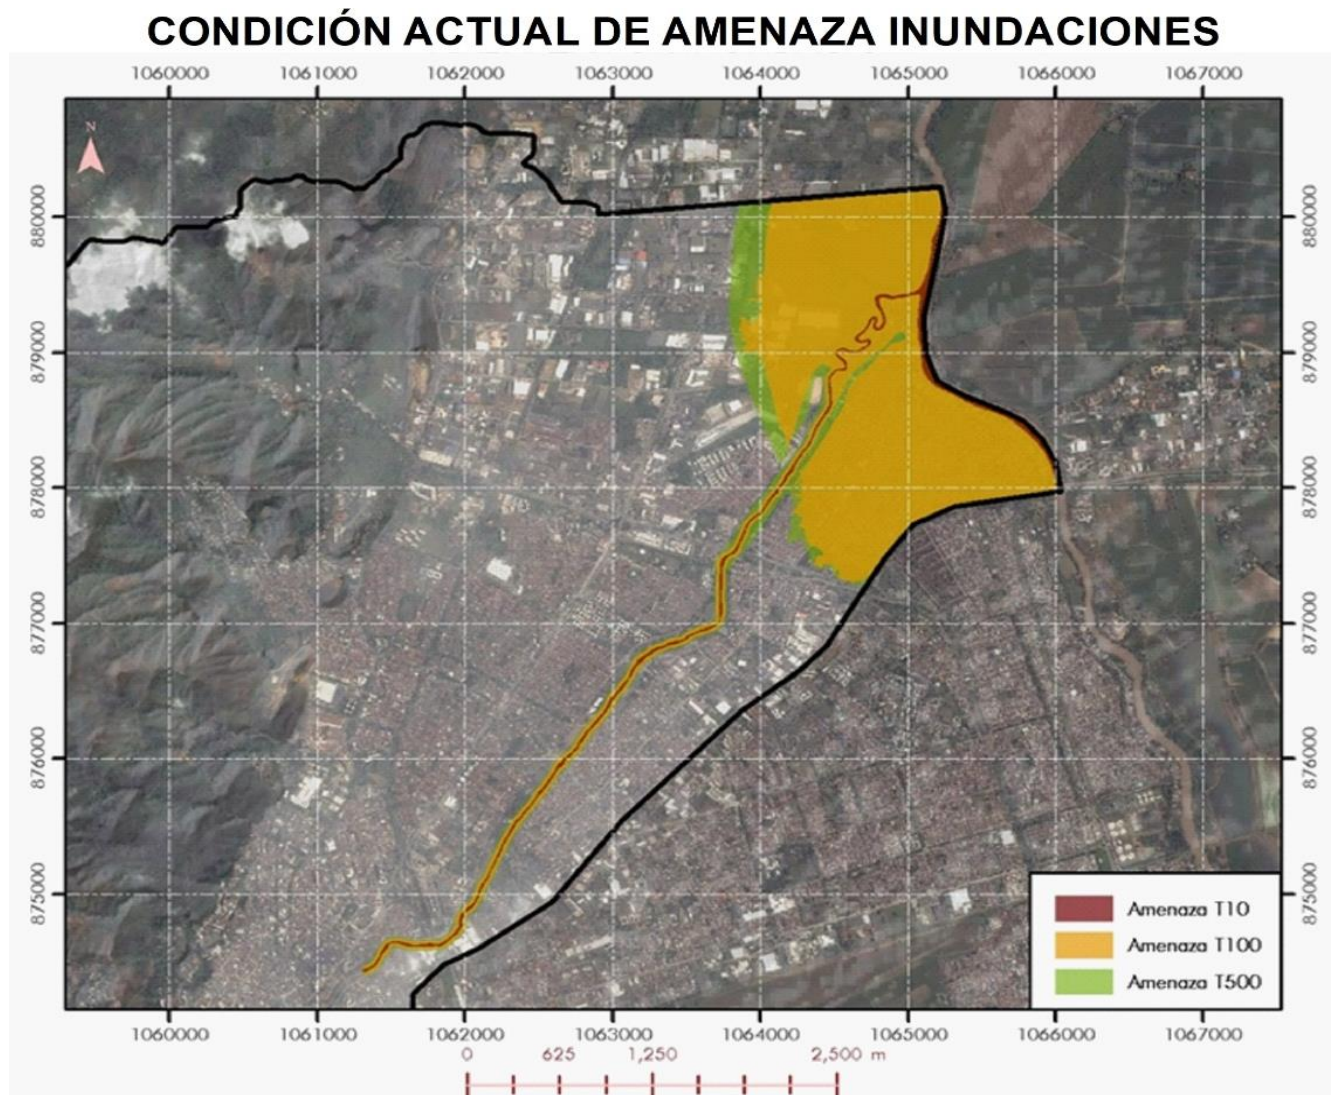 CONDICIÓN ACTUAL DE AMENAZA INUNDACIONES
1060000 1061000 1062000 1063000 1064000 1065000 1066000 1067000
N
880000 880000
879000 879000
878000 878000
877000 877000
876000 876000
875000 875000
Amenaza T10
Amenaza T100
Amenaza T500
1060000 1061000 1062000 1063000 1064000 1065000 1066000 1067000
0 625 1,250 2,500 m